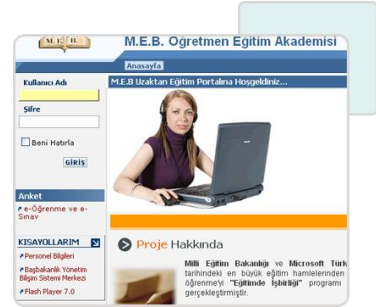 M. E. B.
M.E.B. Öğretmen Eğitim Akademisi
Anasayfa
Kullanıcı Adı
Şifre
Beni Hatırla
GİRİŞ
Anket
e-Öğrenme ve e-
Sınav
KISAYOLLARIM
Personel Bilgileri
Başbakanlık Yönetim
Bilişim Sistemi Merkezi
Flash Player 7.0
M.E.B Uzaktan Eğitim Portalına Hoşgeldiniz...
Proje Hakkında
Milli Eğitim Bakanlığı ve Microsoft Türk
tarihindeki en büyük eğitim hamlelerinden
öğrenme'yi "Eğitimde İşbirliği" programı
gerçekleştirmiştir.